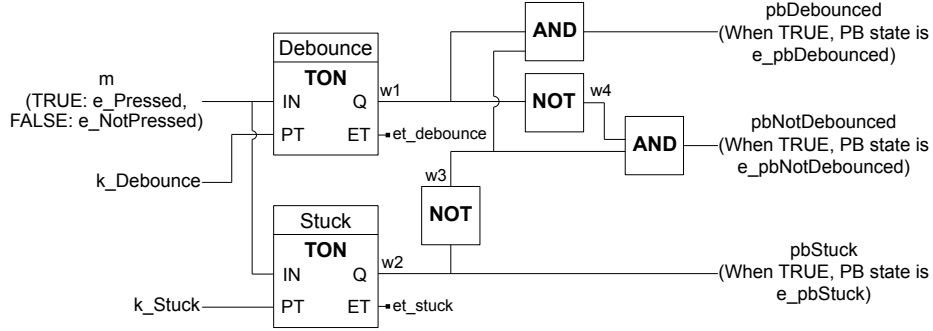 pbDebounced
(When TRUE, PB state is
e_pbDebounced)
AND
Debounce
TON
m
(TRUE: e_Pressed,
FALSE: e_NotPressed)
IN
Q
w1
PT
ET
et_debounce
NOT
w4
pbNotDebounced
(When TRUE, PB state is
e_pbNotDebounced)
AND
k_Debounce
w3
NOT
Stuck
TON
IN
Q
w2
pbStuck
(When TRUE, PB state is
e_pbStuck)
k_Stuck
PT
ET
et_stuck